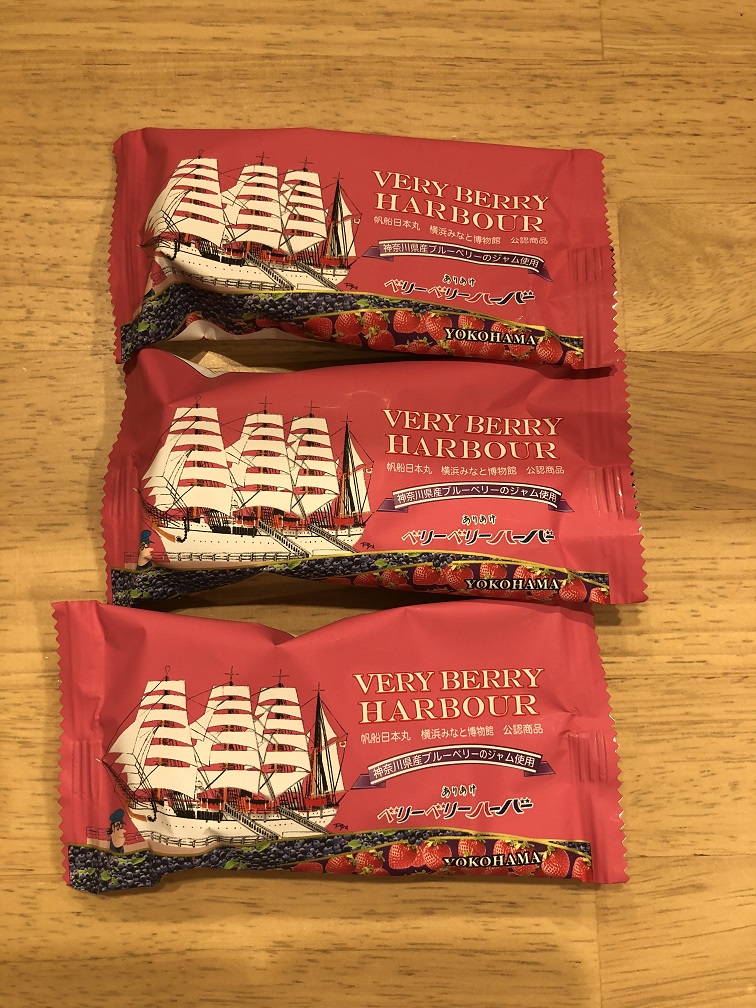 VERY BERRY
HARBOUR
帆船日本丸 横浜みなと博物館 公認商品
神奈川県産ブルーベリーのジャム使用
ありあけ
ベリーベリーハーバー
YOKOHAMA
VERY BERRY
HARBOUR
帆船日本丸 横浜みなと博物館 公認商品
神奈川県産ブルーベリーのジャム使用
ありあけ
ベリーベリーハーバー
YOKOHAMA
VERY BERRY
HARBOUR
帆船日本丸 横浜みなと博物館 公認商品
神奈川県産ブルーベリーのジャム使用
ありあけ
ベリーベリーハーバー
YOKOHAMA